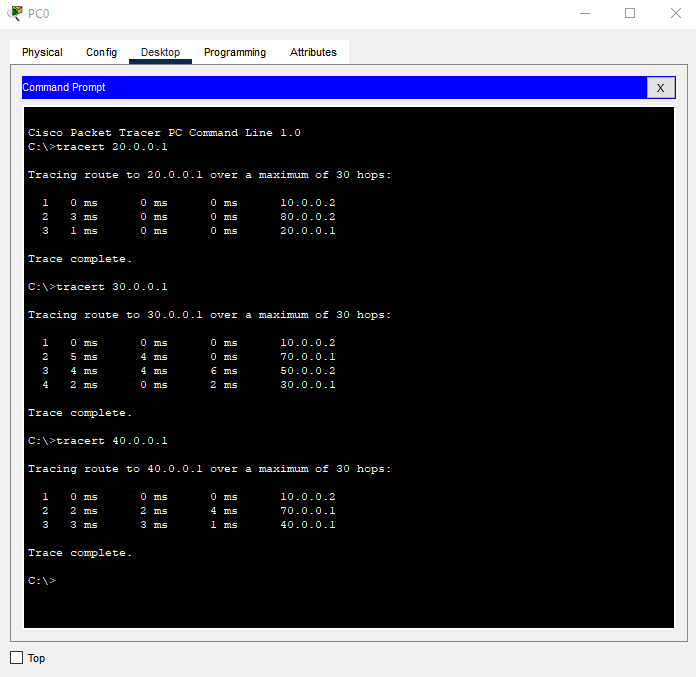 PC0
Physical Config Desktop Programming Attributes
Command Prompt
X
Cisco Packet Tracer PC Command Line 1.0
C:\>tracert 20.0.0.1
Tracing route to 20.0.0.1 over a maximum of 30 hops:
1 0 ms 0 ms 0 ms 10.0.0.2
2 3 ms 0 ms 0 ms 80.0.0.2
3 1 ms 0 ms 0 ms 20.0.0.1
Trace complete.
C:\>tracert 30.0.0.1
Tracing route to 30.0.0.1 over a maximum of 30 hops:
1 0 ms 0 ms 0 ms 10.0.0.2
2 5 ms 4 ms 0 ms 70.0.0.1
3 4 ms 4 ms 6 ms 50.0.0.2
4 2 ms 0 ms 2 ms 30.0.0.1
Trace complete.
C:\>tracert 40.0.0.1
Tracing route to 40.0.0.1 over a maximum of 30 hops:
1 0 ms 0 ms 0 ms 10.0.0.2
2 2 ms 2 ms 4 ms 70.0.0.1
3 3 ms 3 ms 1 ms 40.0.0.1
Trace complete.
C:\>
Top